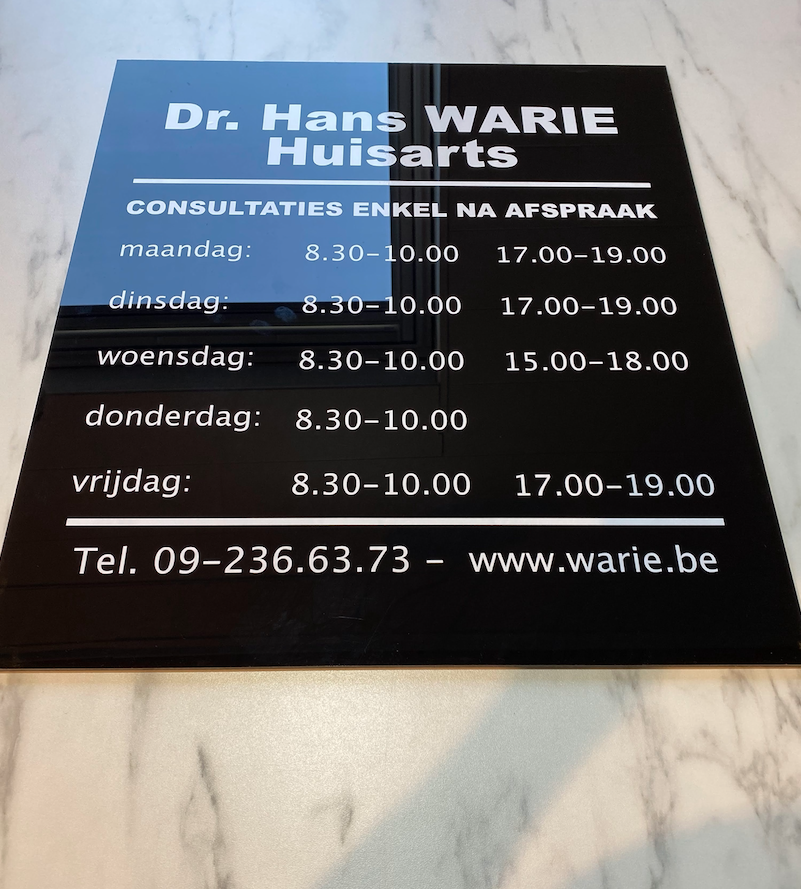 Dr. Hans WARIE
Huisarts
CONSULTATIES ENKEL NA AFSPRAAK
maandag: 8.30-10.00 17.00-19.00
dinsdag: 8.30-10.00 17.00-19.00
woensdag: 8.30-10.00 15.00-18.00
donderdag: 8.30-10.00
vrijdag: 8.30-10.00 17.00-19.00
Tel. 09-236.63.73 - www.warie.be